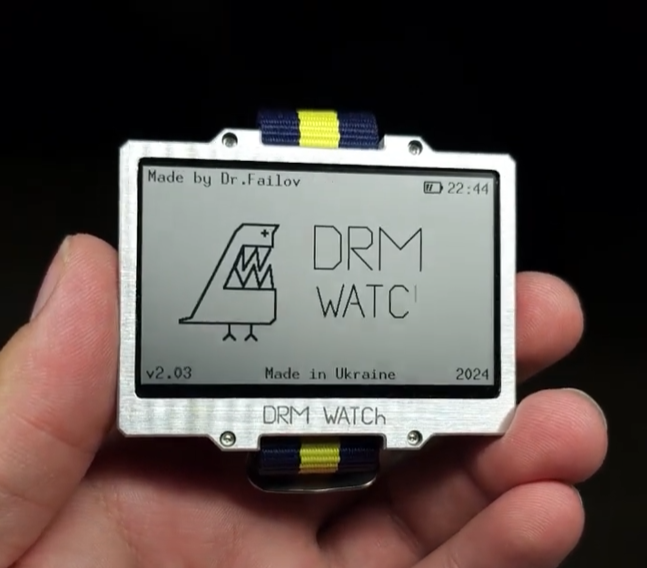 Made by Dr.Failov
22:44
DRM
WATC
v2.03
Made in Ukraine
2024
DRM WATCh